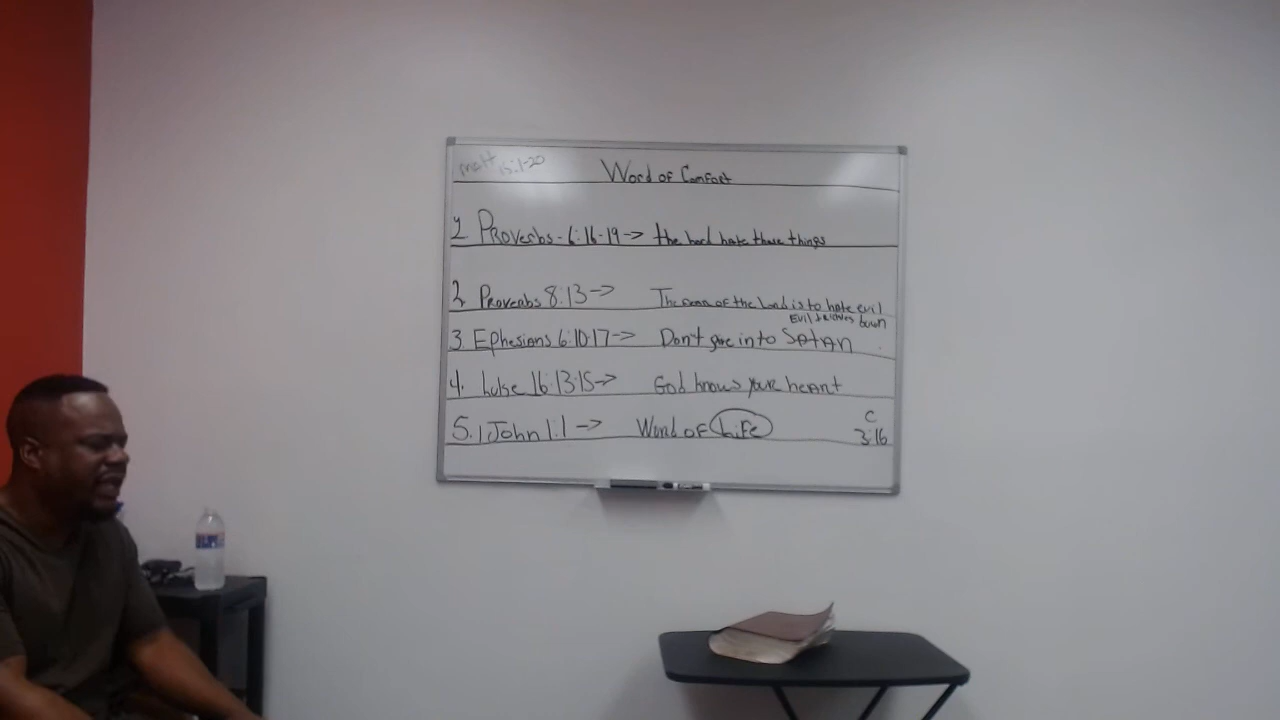 matt 15:1-20
Word of Comfort
1 Proverbs - 6:16-19 -> the lord hate these things
2 Proverbs 8:13 -> The of the lord is to hate evil
Evil down
3. Ephesians 6:10-17 -> Don't give into SATAN
4. Luke 16:13-15 -> God knows your heart
5. 1 John 1:1 -> Word of Life
C
3:16